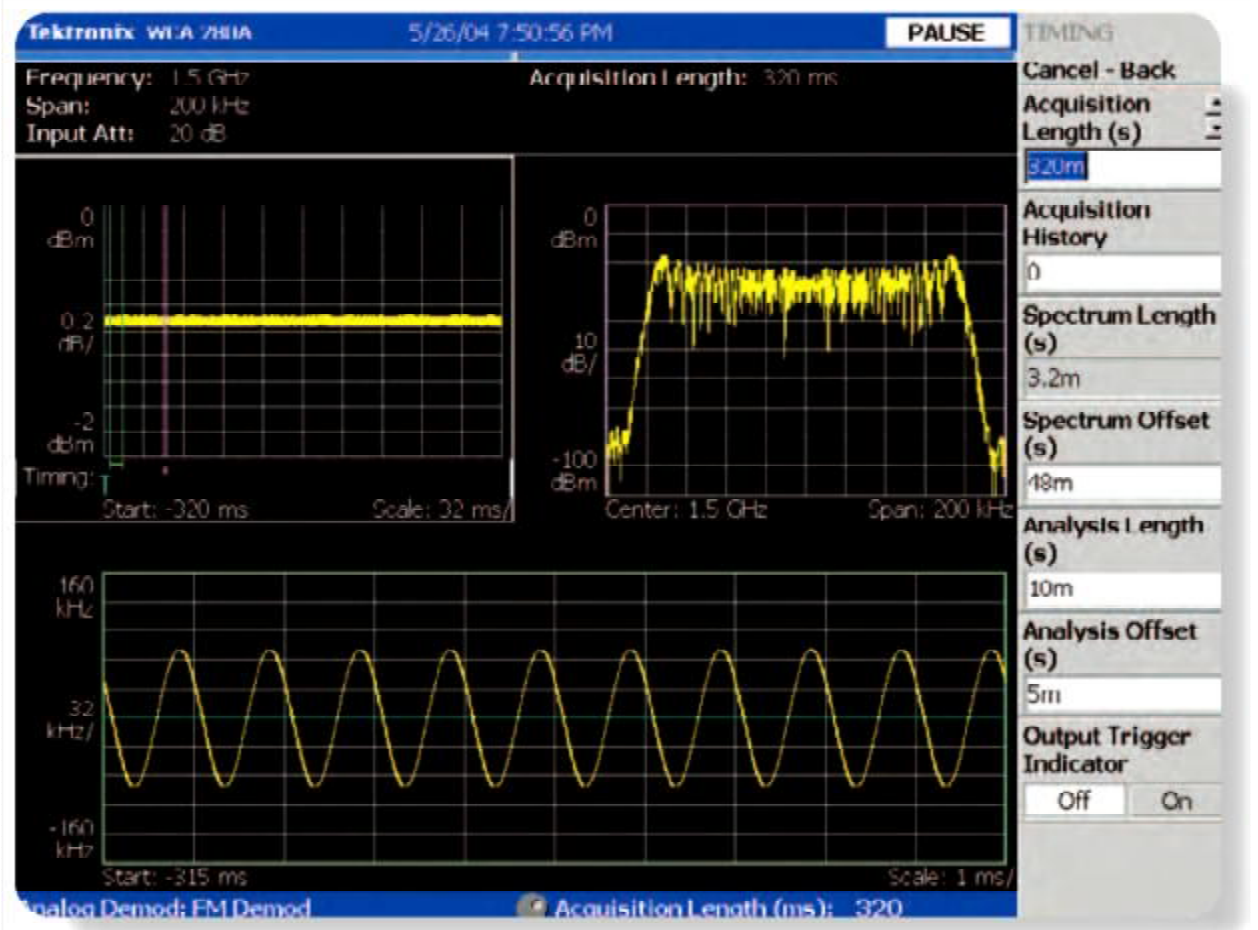 Tektronix WCA 280A 5/26/04 7:50:56 PM PAUSE
TIMING
Frequency: 1.5 GHz
Span: 200 kHz
Input Att: 20 dB
Acquisition Length: 320 ms
0
dBm
0.2
dB/
-2
dBm
Timing:
T
Start: -320 ms Scale: 32 ms/
0
dBm
10
dB/
-100
dBm
Center: 1.5 GHz Span: 200 kHz
160
kHz
32
kHz/
-160
kHz
Start: -315 ms Scale: 1 ms/
Analog Demod: FM Demod Acquisition Length (ms): 320
Cancel - Back
Acquisition
Length (s)
320m
Acquisition
History
0
Spectrum Length
(s)
3.2m
Spectrum Offset
(s)
48m
Analysis Length
(s)
10m
Analysis Offset
(s)
5m
Output Trigger
Indicator
Off On